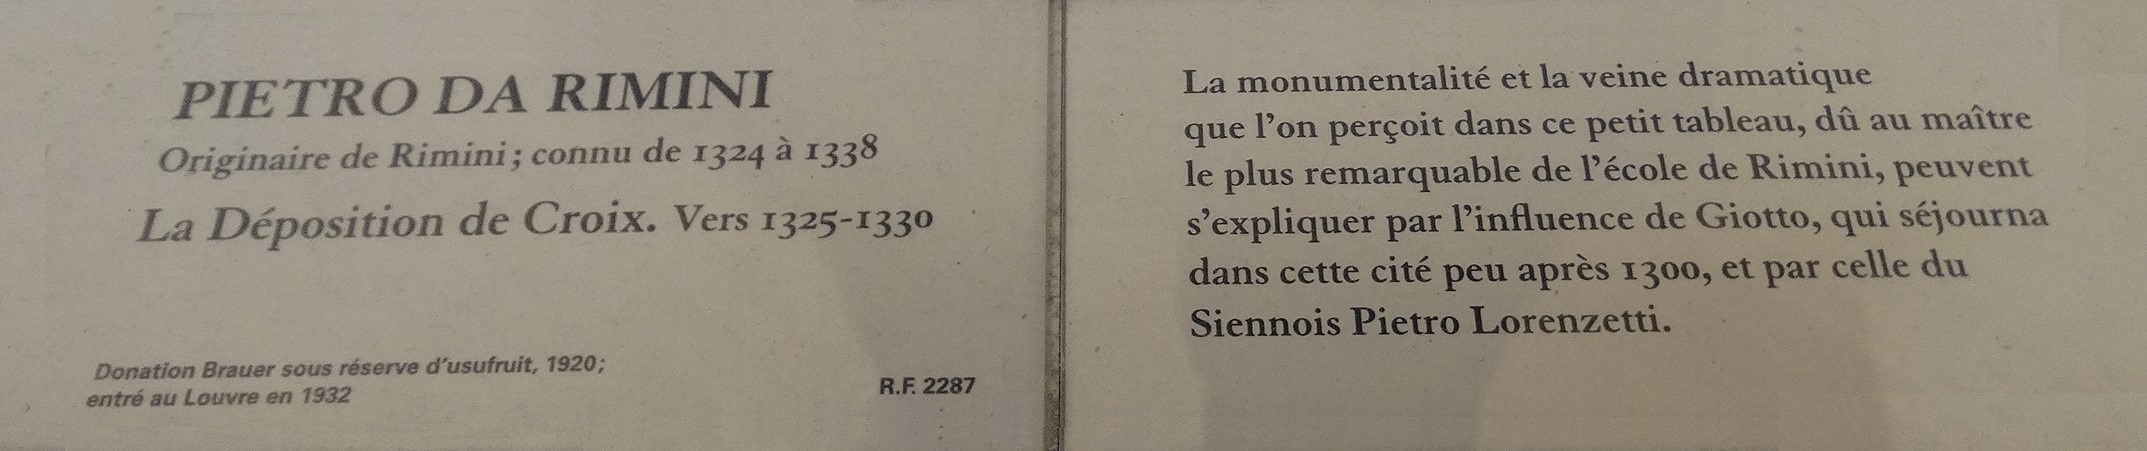 PIETRO DA RIMINI
Originaire de Rimini ; connu de 1324 à 1338
La Déposition de Croix. Vers 1325-1330
Donation Brauer sous réserve d'usufruit, 1920 ;
entré au Louvre en 1932
R.F. 2287
La monumentalité et la veine dramatique
que l'on perçoit dans ce petit tableau, dû au maître
le plus remarquable de l'école de Rimini, peuvent
s'expliquer par l'influence de Giotto, qui séjourna
dans cette cité peu après 1300, et par celle du
Siennois Pietro Lorenzetti.